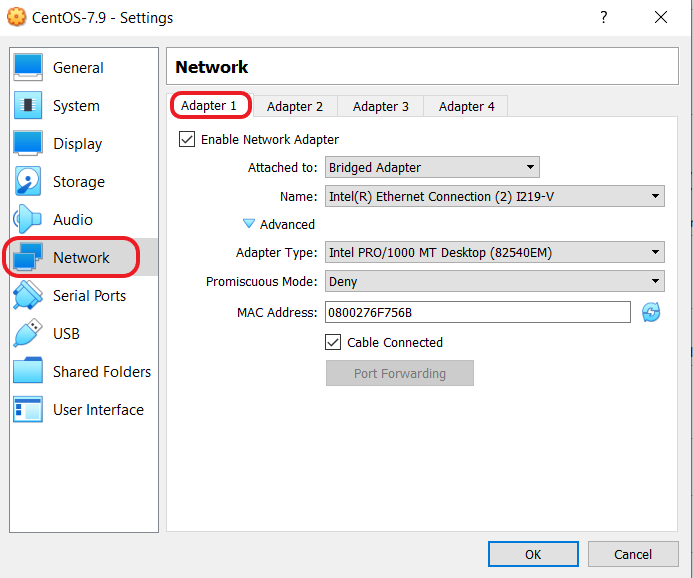 CentOS-7.9 - Settings
?
General
System
Display
Storage
Audio
Network
Serial Ports
USB
Shared Folders
User Interface
Network
Adapter 1 Adapter 2 Adapter 3 Adapter 4
Enable Network Adapter
Attached to: Bridged Adapter
Name: Intel(R) Ethernet Connection (2) I219-V
Advanced
Adapter Type: Intel PRO/1000 MT Desktop (82540EM)
Promiscuous Mode: Deny
MAC Address: 0800276F756B
Cable Connected
Port Forwarding
OK Cancel